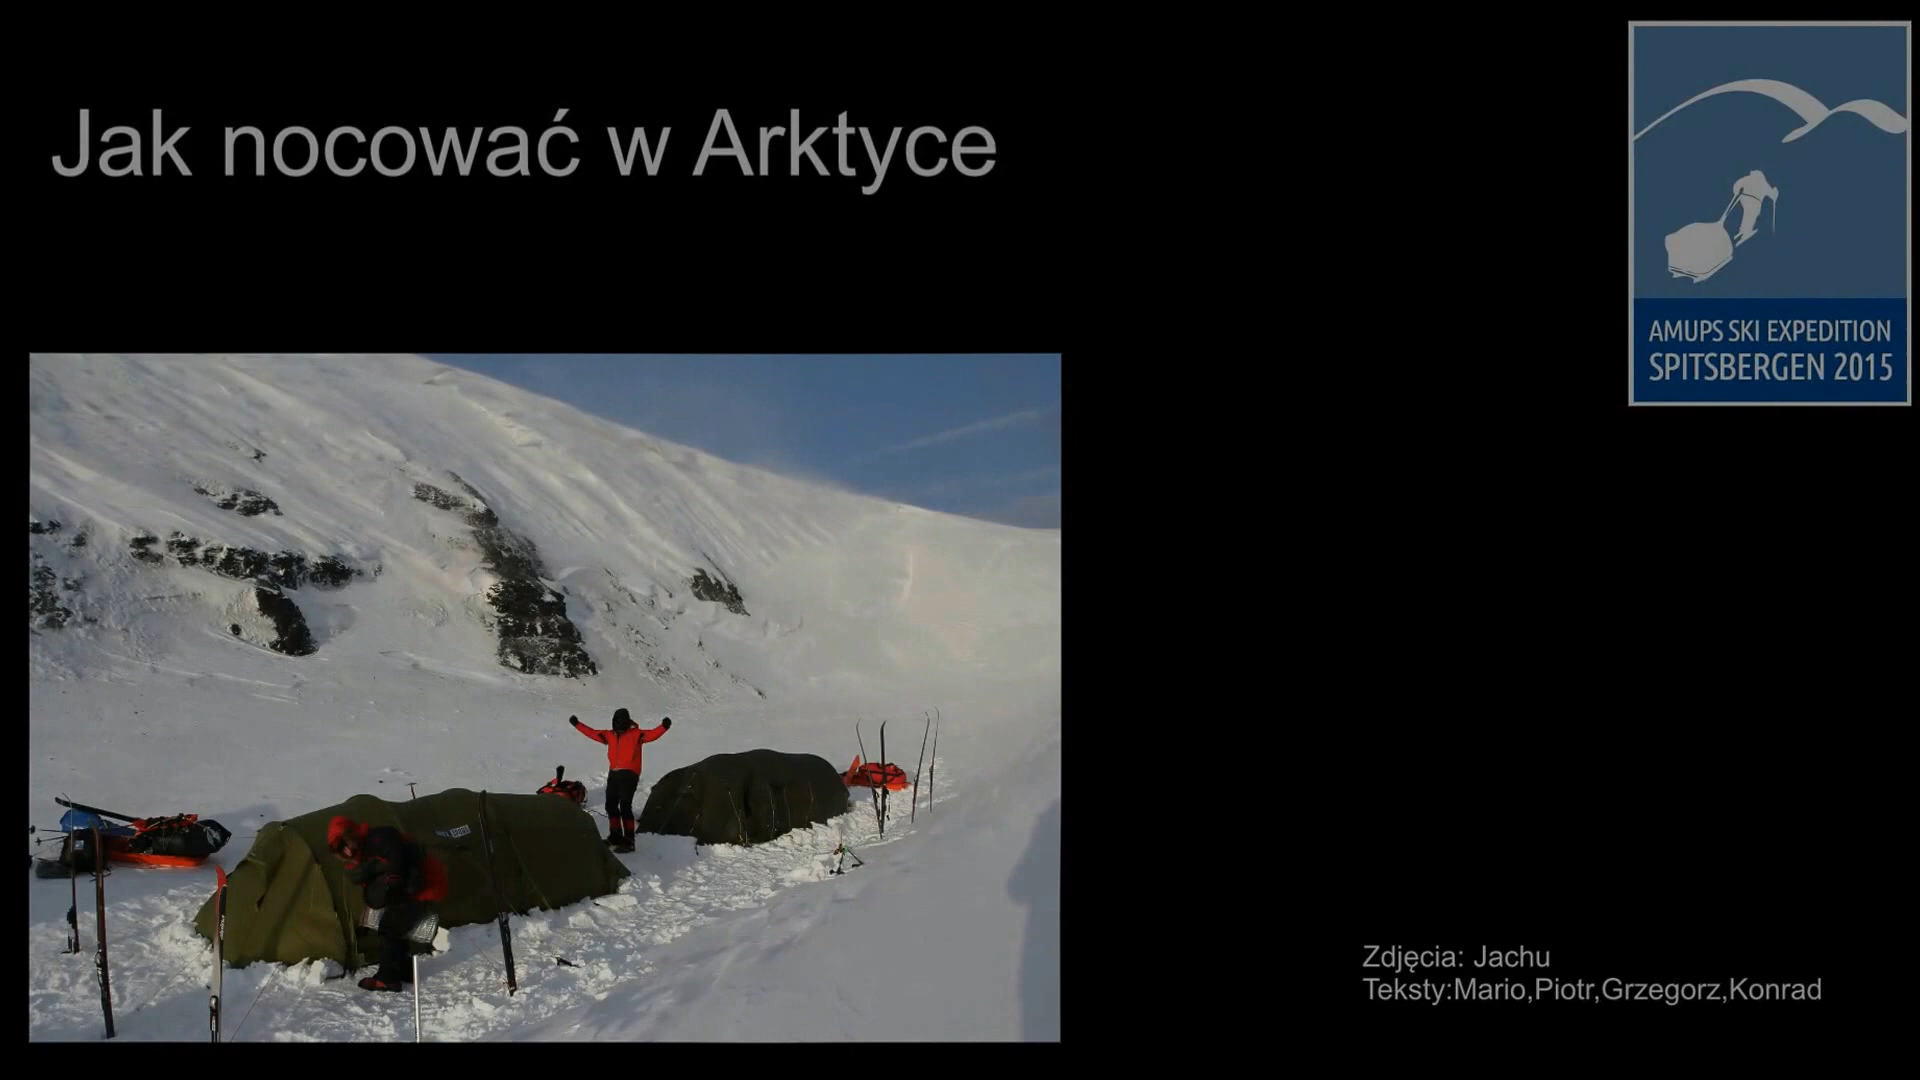 Jak nocować w Arktyce
AMUPS SKI EXPEDITION
SPITSBERGEN 2015
Zdjęcia: Jachu
Teksty:Mario,Piotr,Grzegorz,Konrad